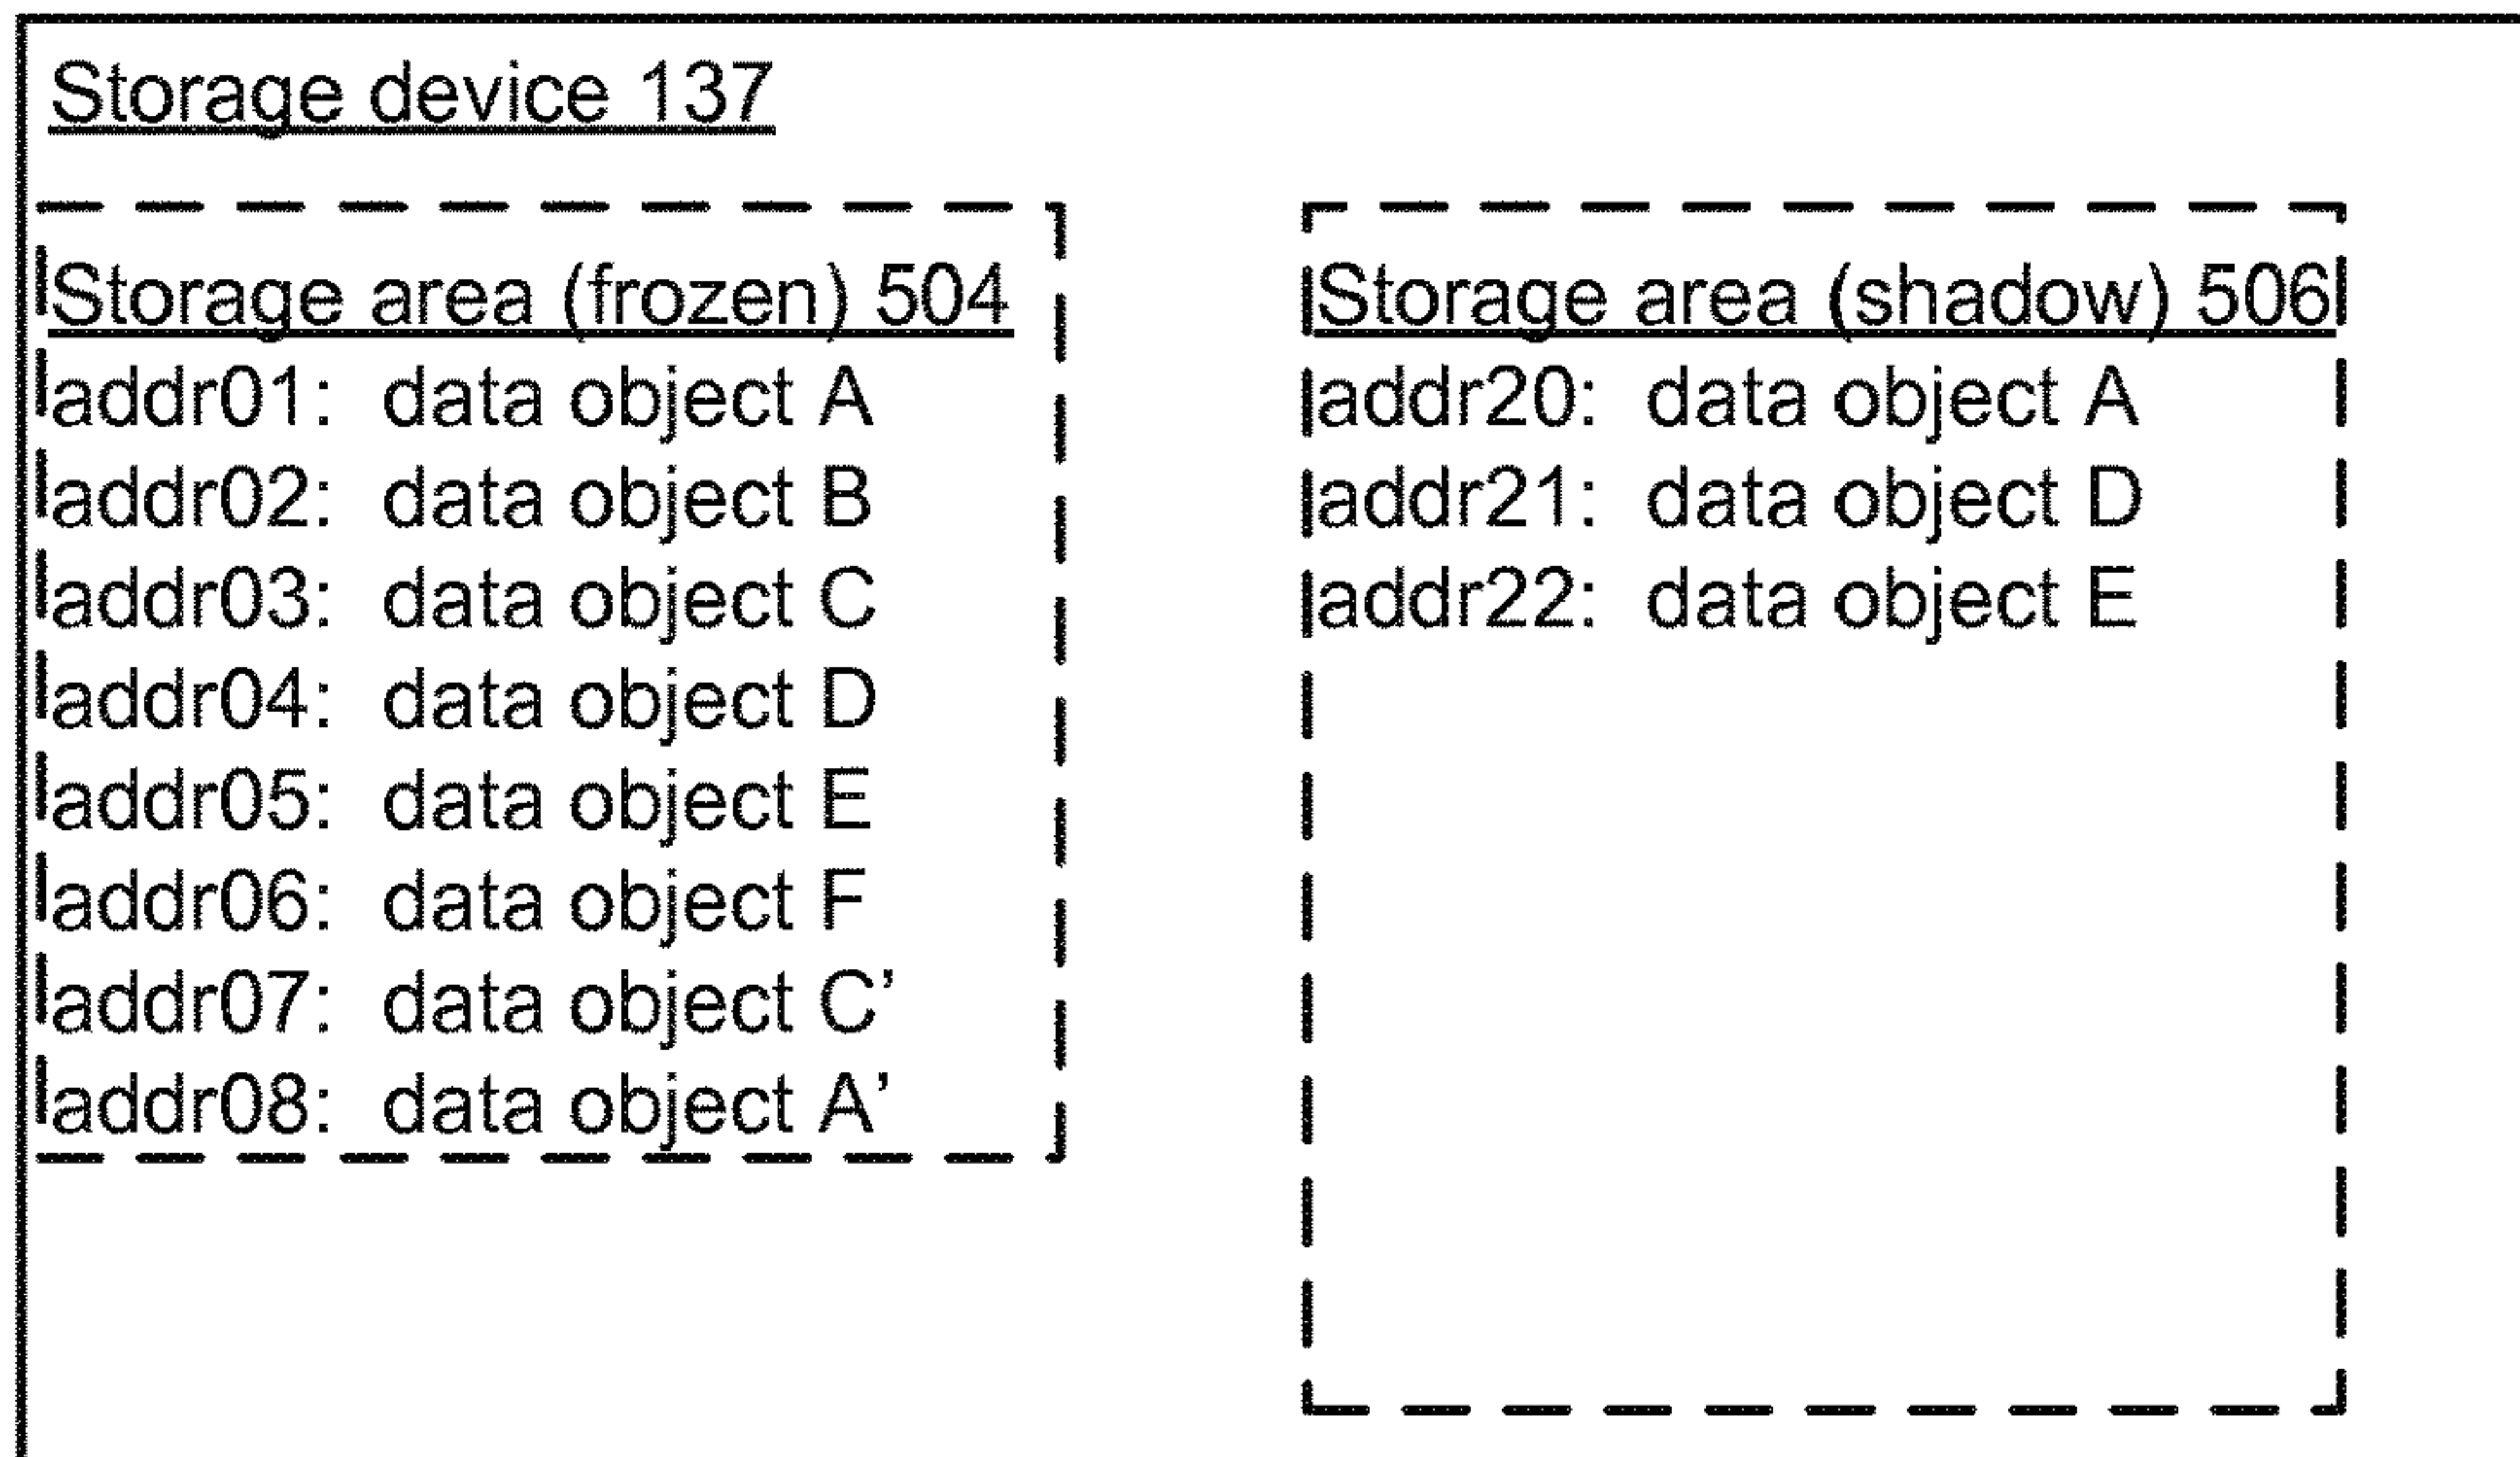 Storage device 137
Storage area (frozen) 504
addr01: data object A
addr02: data object B
addr03: data object C
addr04: data object D
addr05: data object E
addr06: data object F
addr07: data object C’
addr08: data object A’
Storage area (shadow) 506
addr20: data object A
addr21: data object D
addr22: data object E